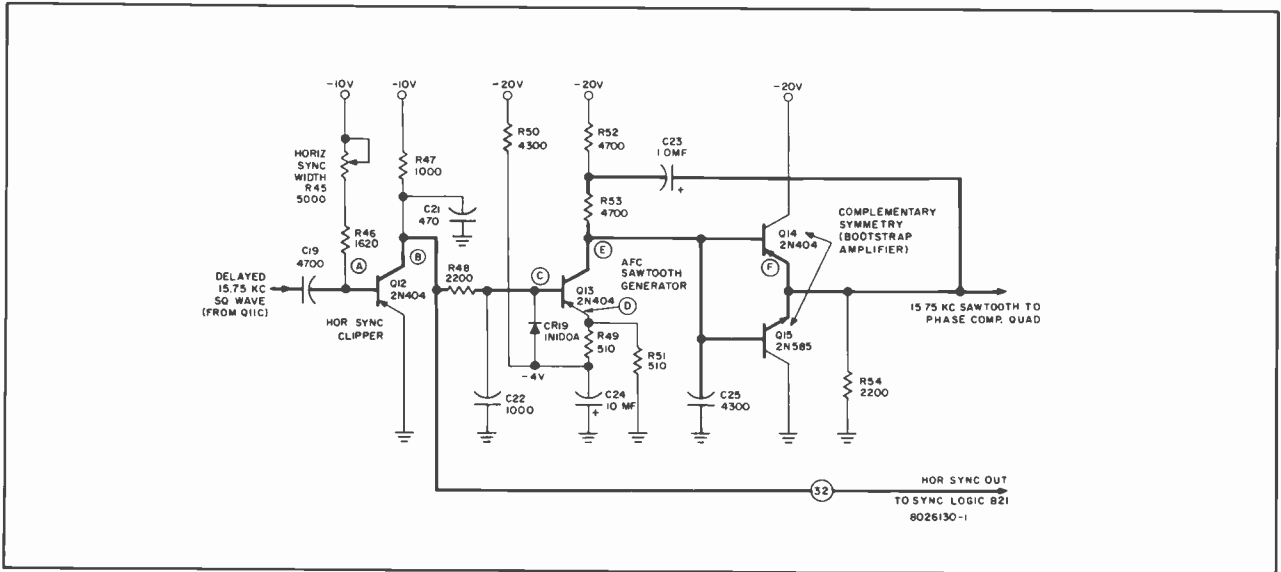 -10V
-10V
-20V
-20V
-20V
HORIZ
SYNC
WIDTH
R45
5000
R47
1000
R50
4300
R52
4700
C23
1.0MF
+
C21
470
R53
4700
COMPLEMENTARY
SYMMETRY
(BOOTSTRAP
AMPLIFIER)
R46
1620
C19
4700
A
B
R48
2200
C
E
Q14
2N404
F
DELAYED
15.75 KC
SQ WAVE
(FROM Q11C)
Q12
2N404
HOR SYNC
CLIPPER
AFC
SAWTOOTH
GENERATOR
Q13
2N404
D
15.75 KC SAWTOOTH TO
PHASE COMP. QUAD
CR19
1N100A
R49
510
R51
510
Q15
2N585
-4V
C22
1000
C24
10 MF
+
C25
4300
R54
2200
32
HOR SYNC OUT
TO SYNC LOGIC 821
8026130-1